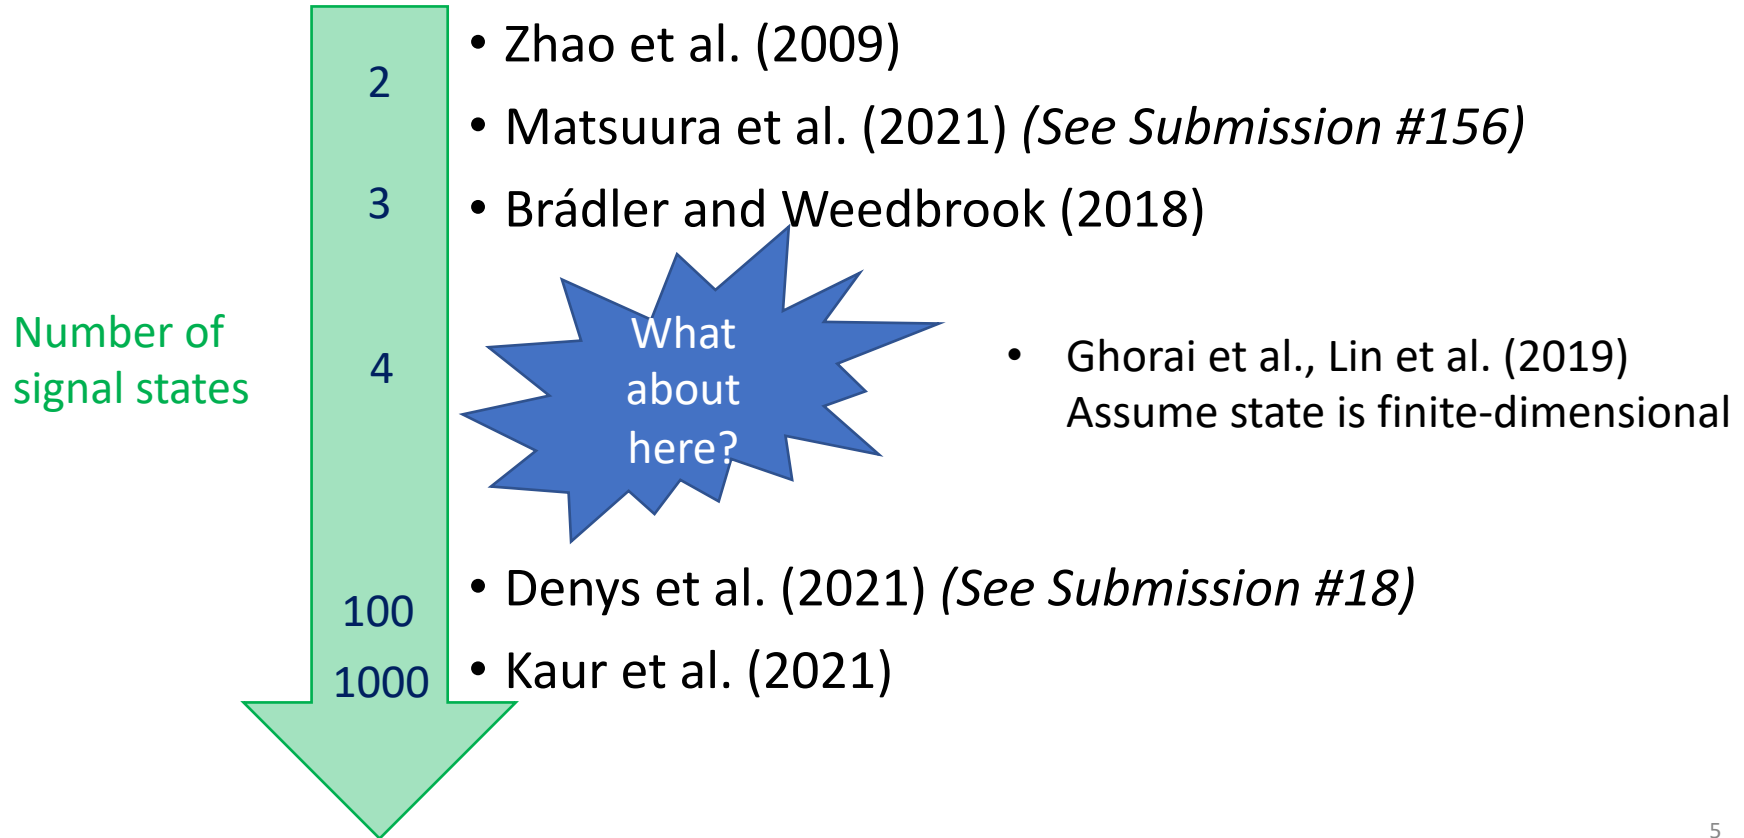 2
• Zhao et al. (2009)
• Matsuura et al. (2021) (See Submission #156)
3
• Brádler and Weedbrook (2018)
Number of
signal states
4
What
about
here?
• Ghorai et al., Lin et al. (2019)
Assume state is finite-dimensional
100
• Denys et al. (2021) (See Submission #18)
1000
• Kaur et al. (2021)
5